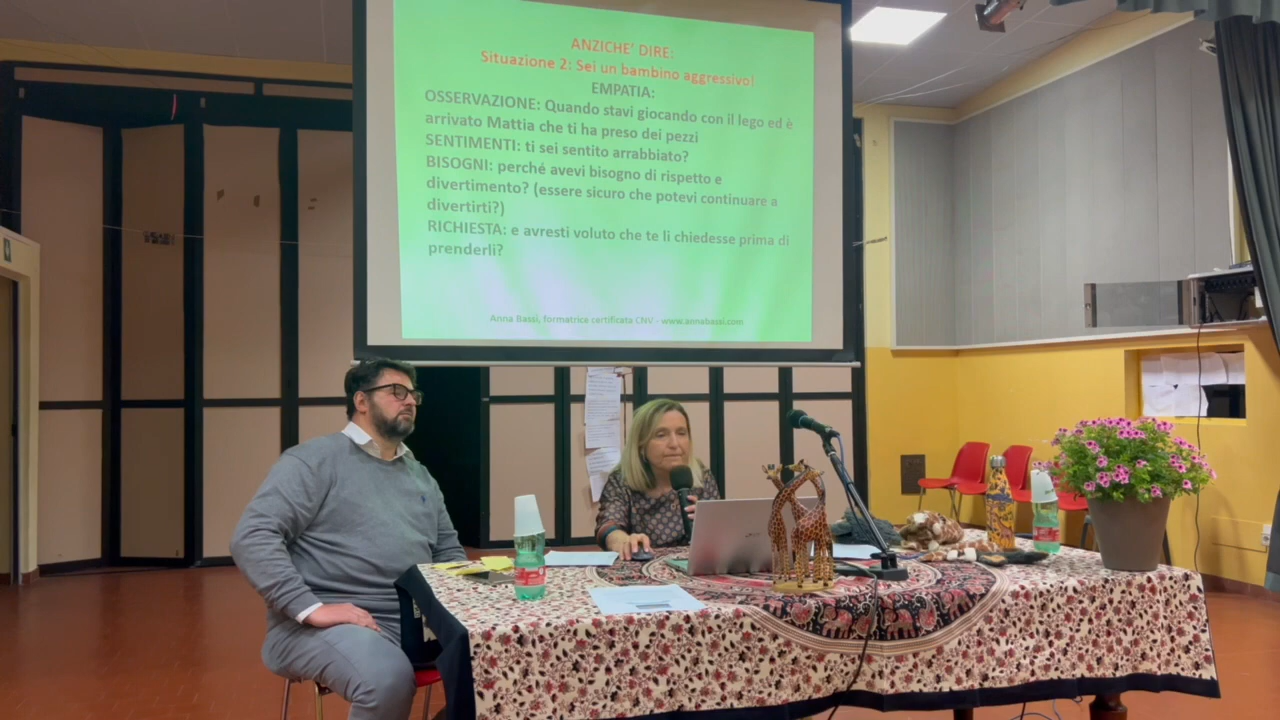 ANZICHE' DIRE:
Situazione 2: Sei un bambino aggressivo!
EMPATIA:
OSSERVAZIONE: Quando stavi giocando con il lego ed è
arrivato Mattia che ti ha preso dei pezzi
SENTIMENTI: ti sei sentito arrabbiato?
BISOGNI: perché avevi bisogno di rispetto e
divertimento? (essere sicuro che potevi continuare a
divertirti?)
RICHIESTA: e avresti voluto che te li chiedesse prima di
prenderli?
Anna Bassi, formatrice certificata CNV - www.annabassi.com